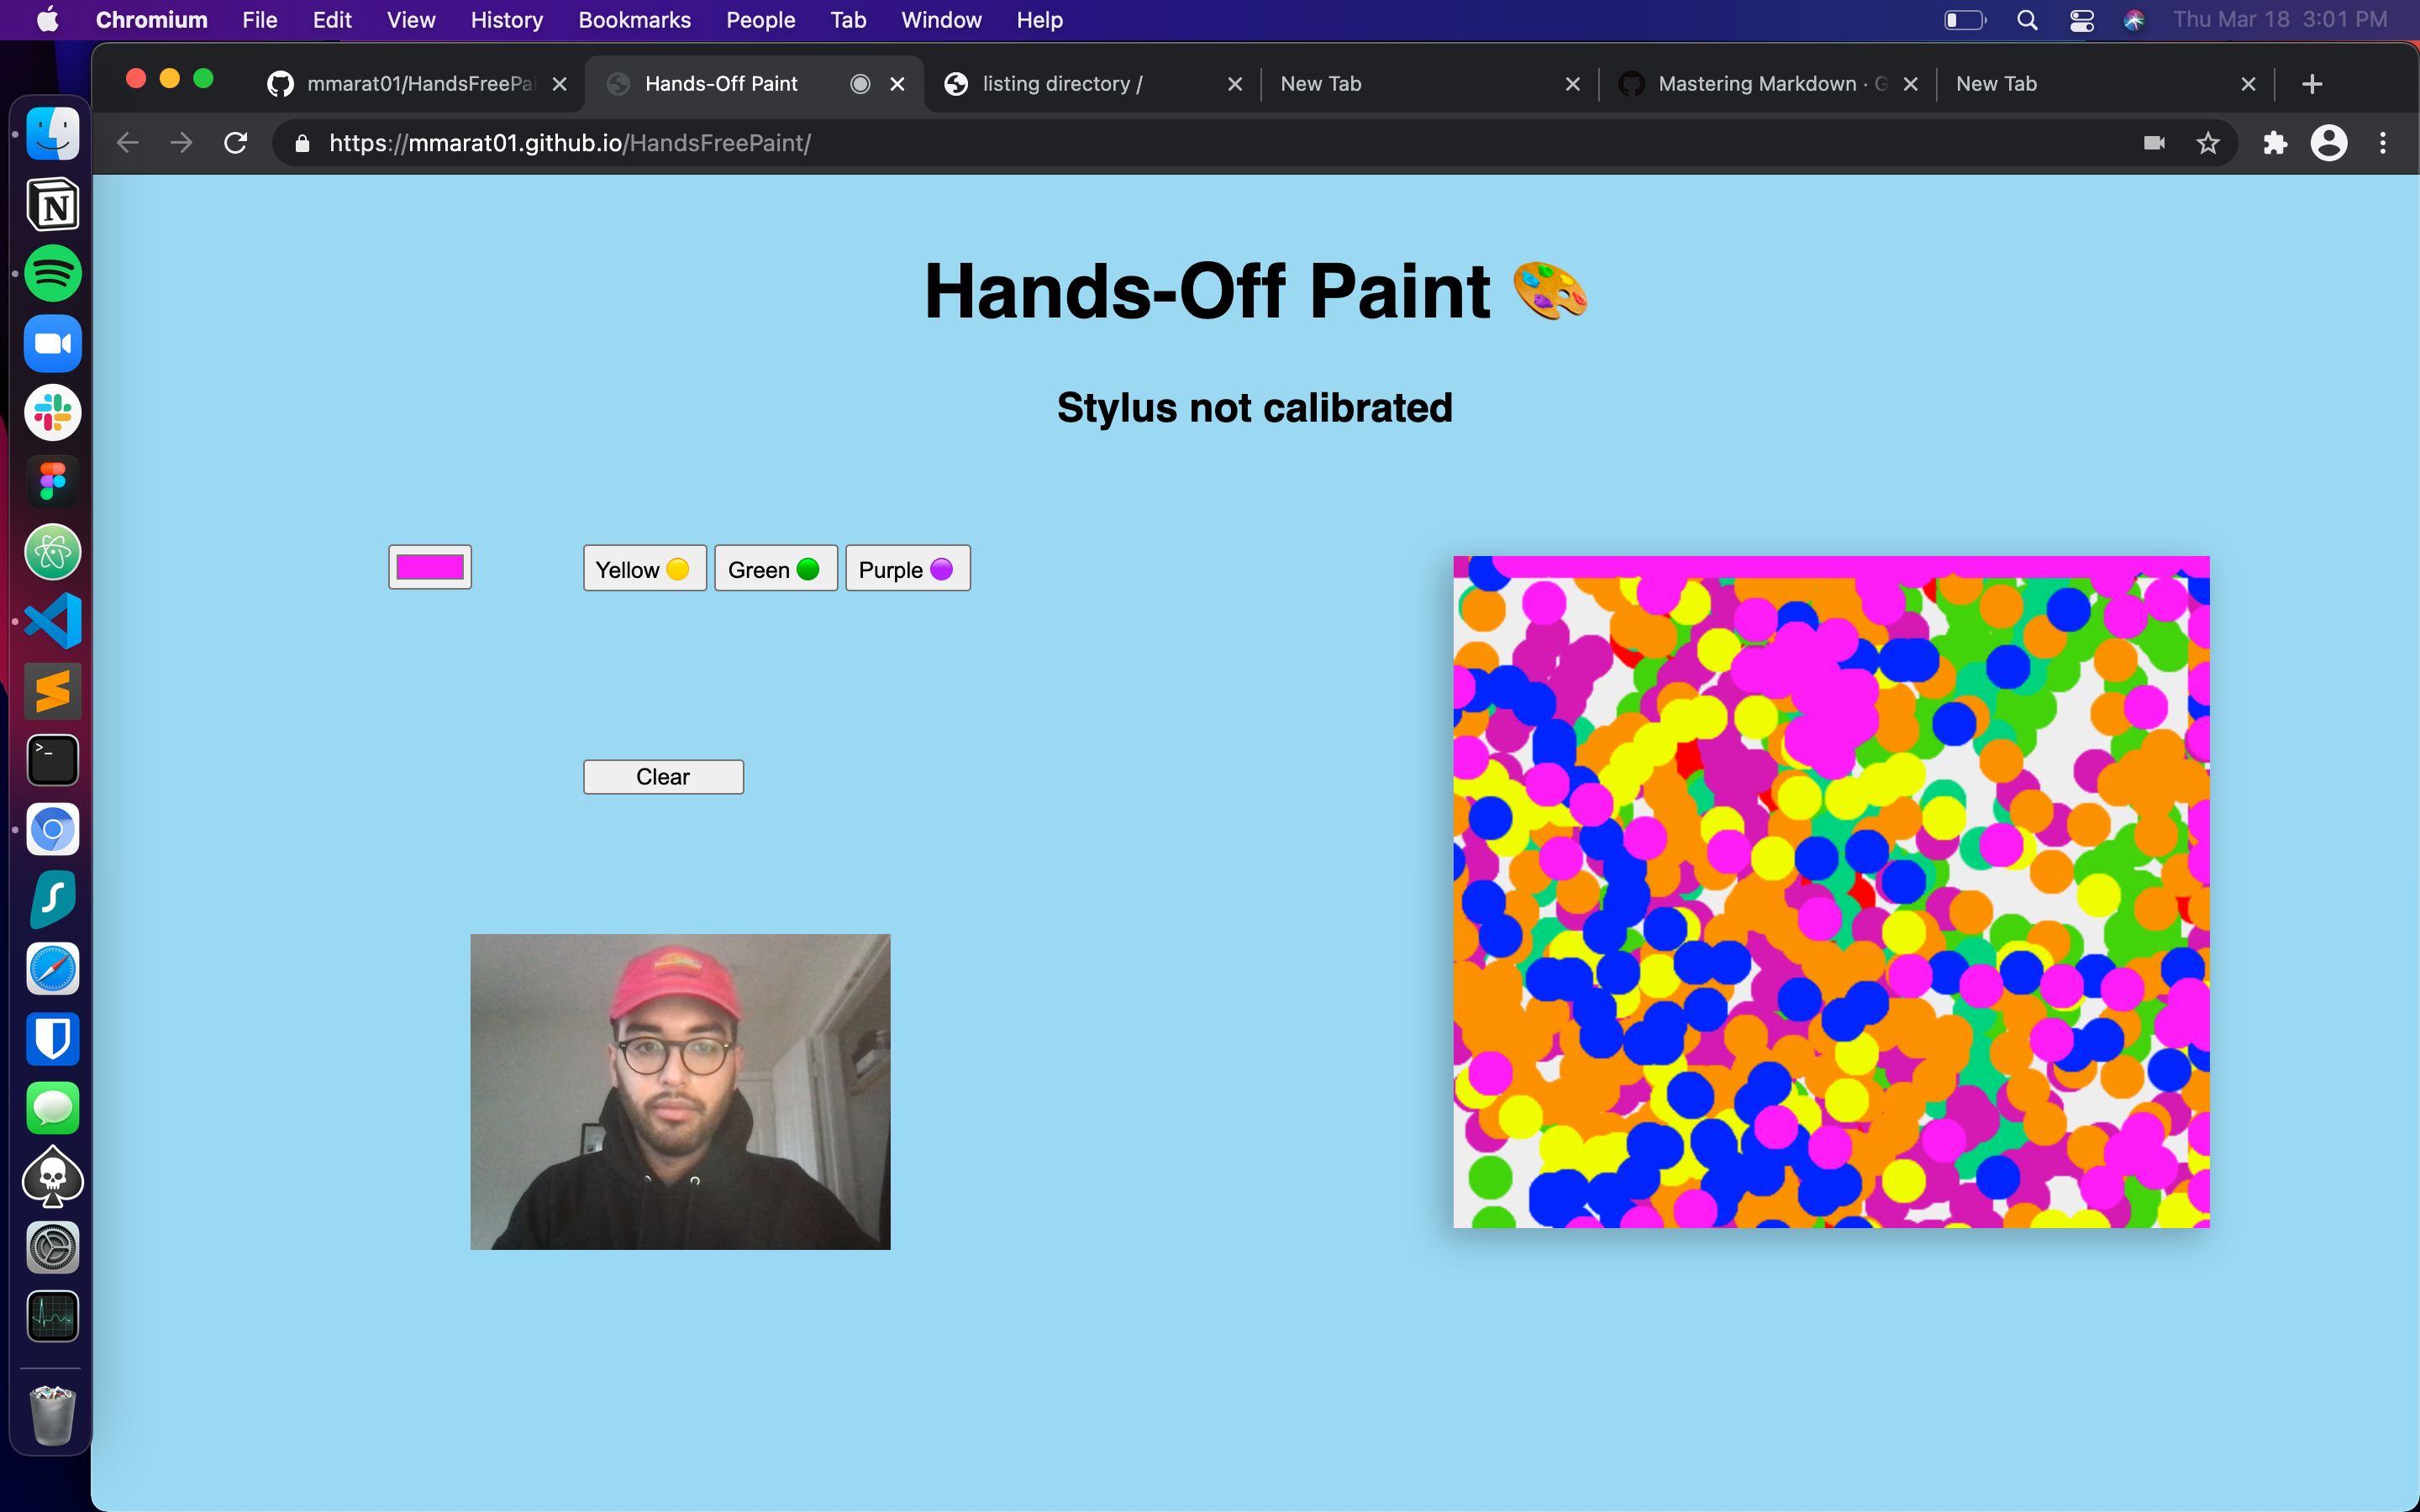 Chromium File Edit View History Bookmarks People Tab Window Help Thu Mar 18 3:01 PM
mmarat01/HandsFreePai Hands-Off Paint listing directory / New Tab Mastering Markdown · G New Tab
https://mmarat01.github.io/HandsFreePaint/
Hands-Off Paint
Stylus not calibrated
Yellow Green Purple
Clear